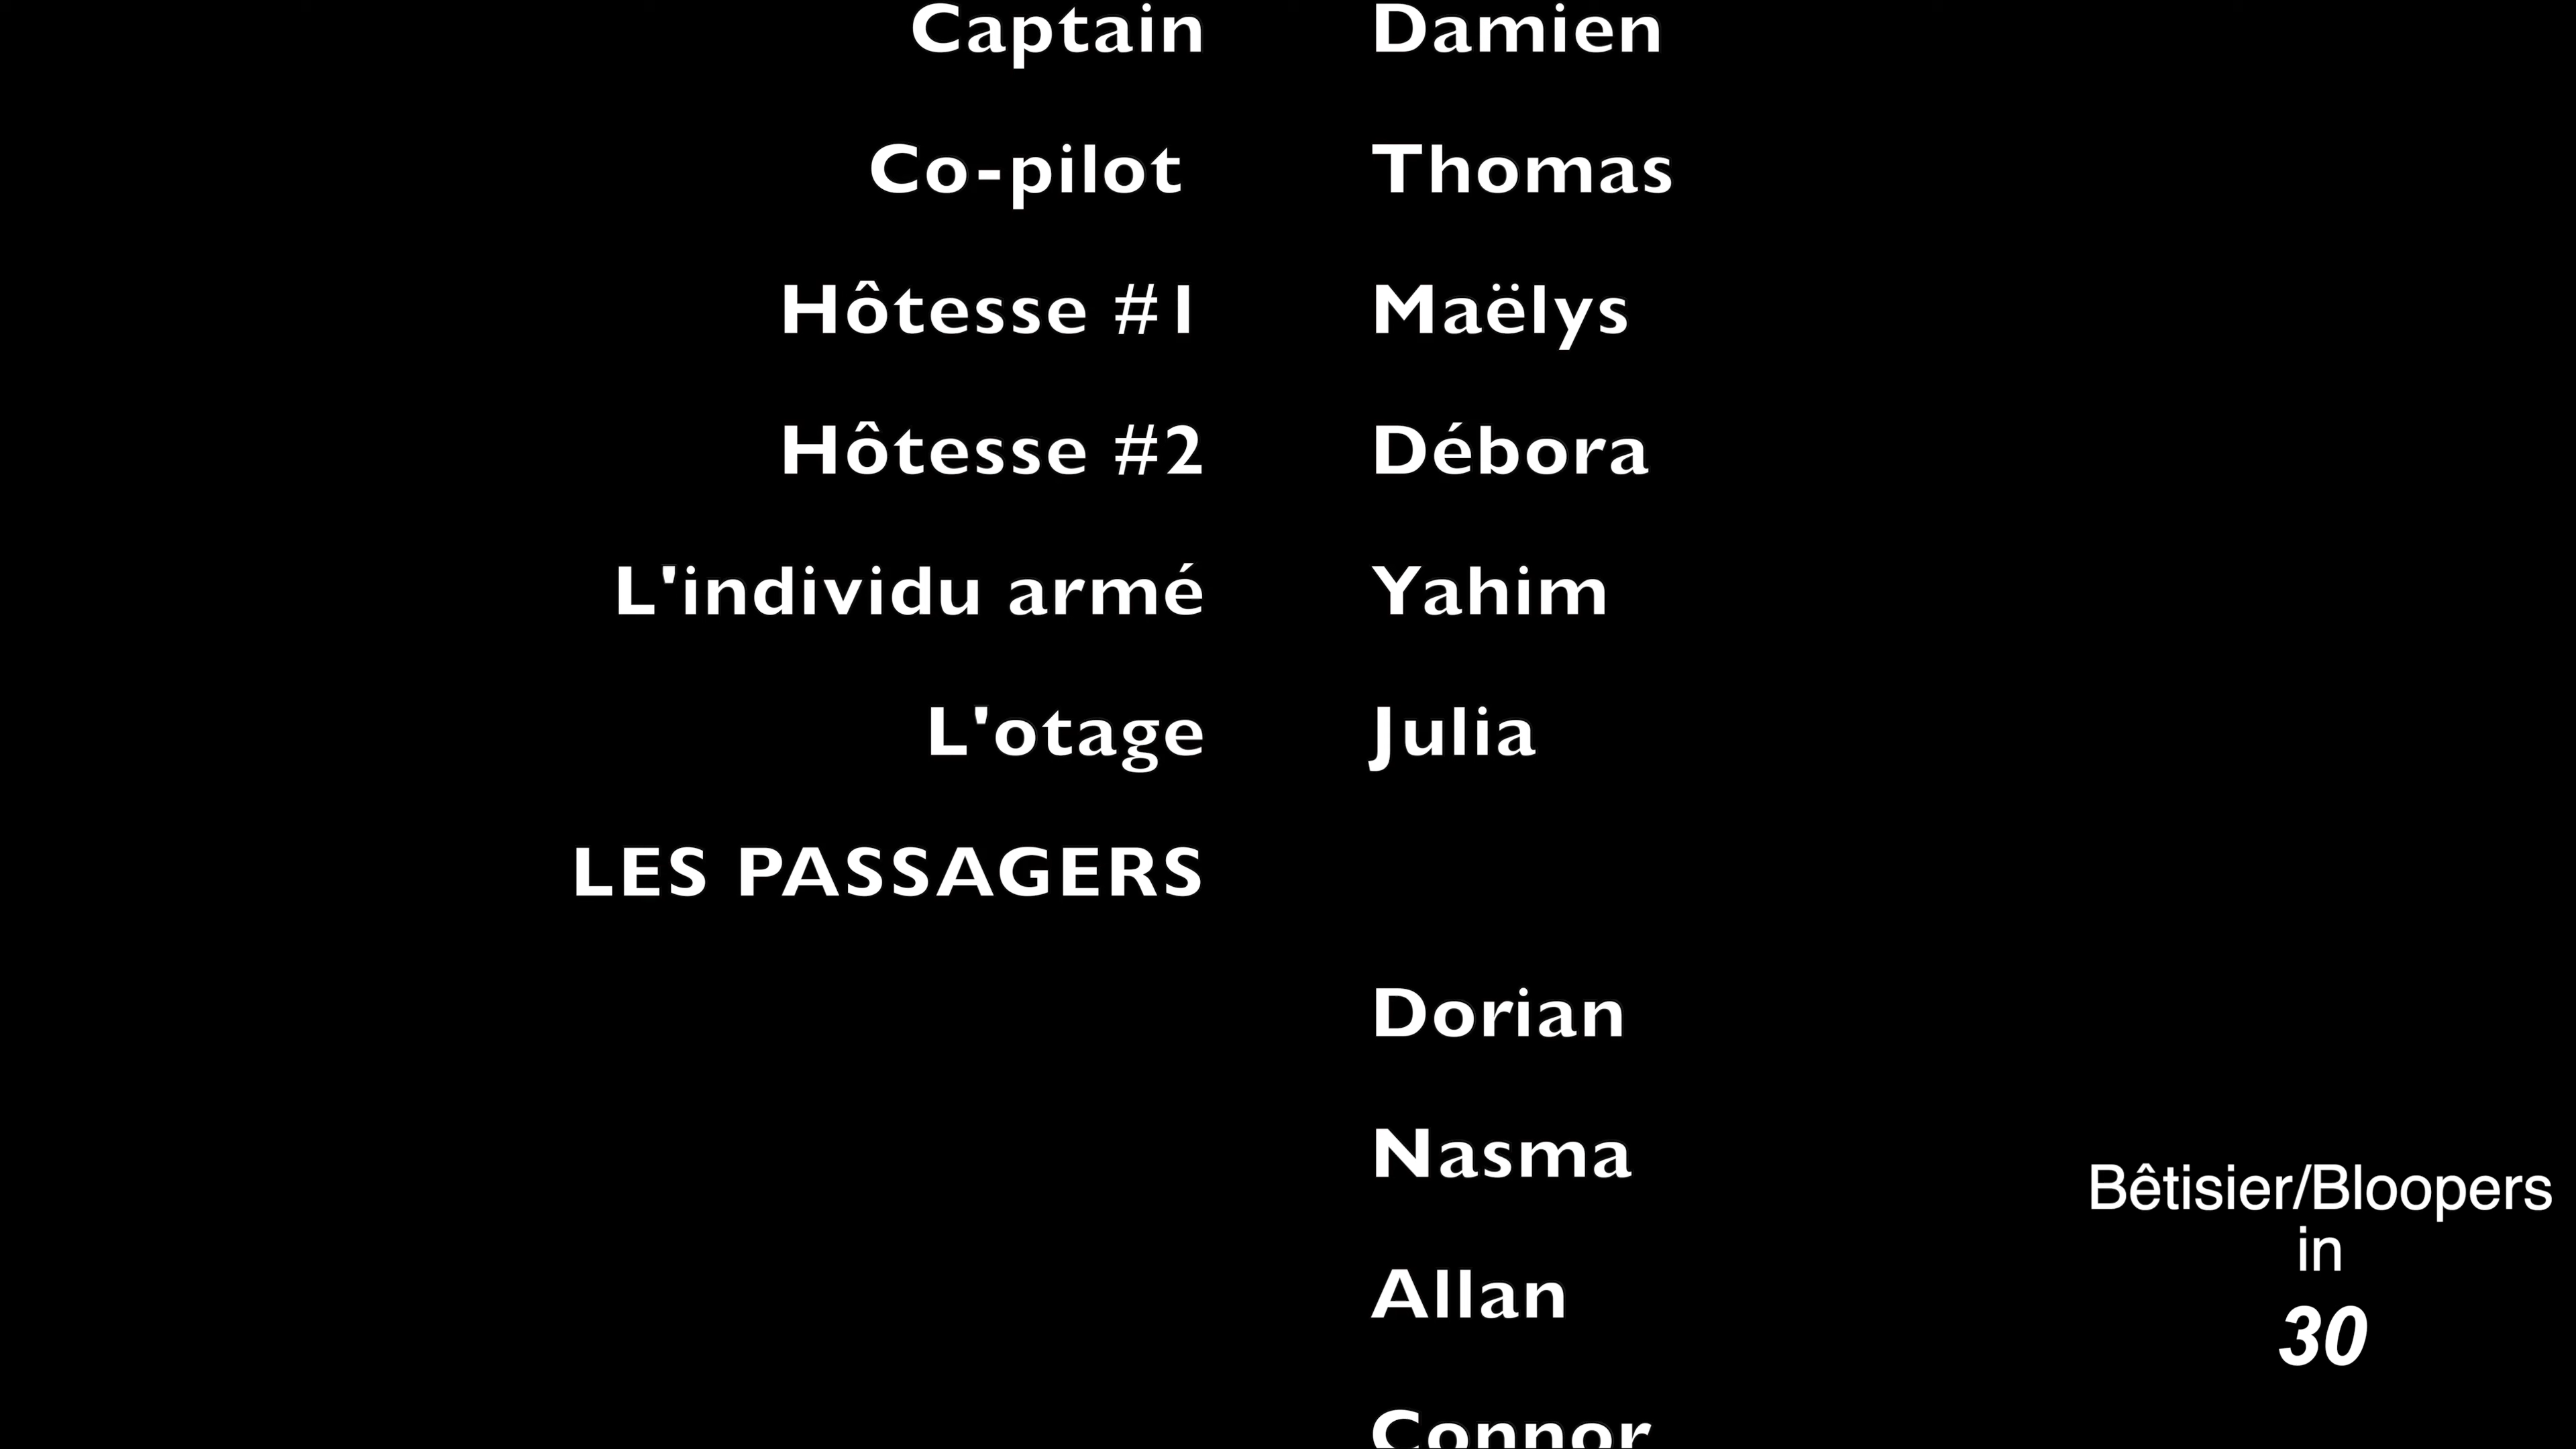 Captain Damien
Co-pilot Thomas
Hôtesse #1 Maëlys
Hôtesse #2 Débora
L'individu armé Yahim
L'otage Julia
LES PASSAGERS
Dorian
Nasma
Allan
Connor
Bêtisier/Bloopers
in
30